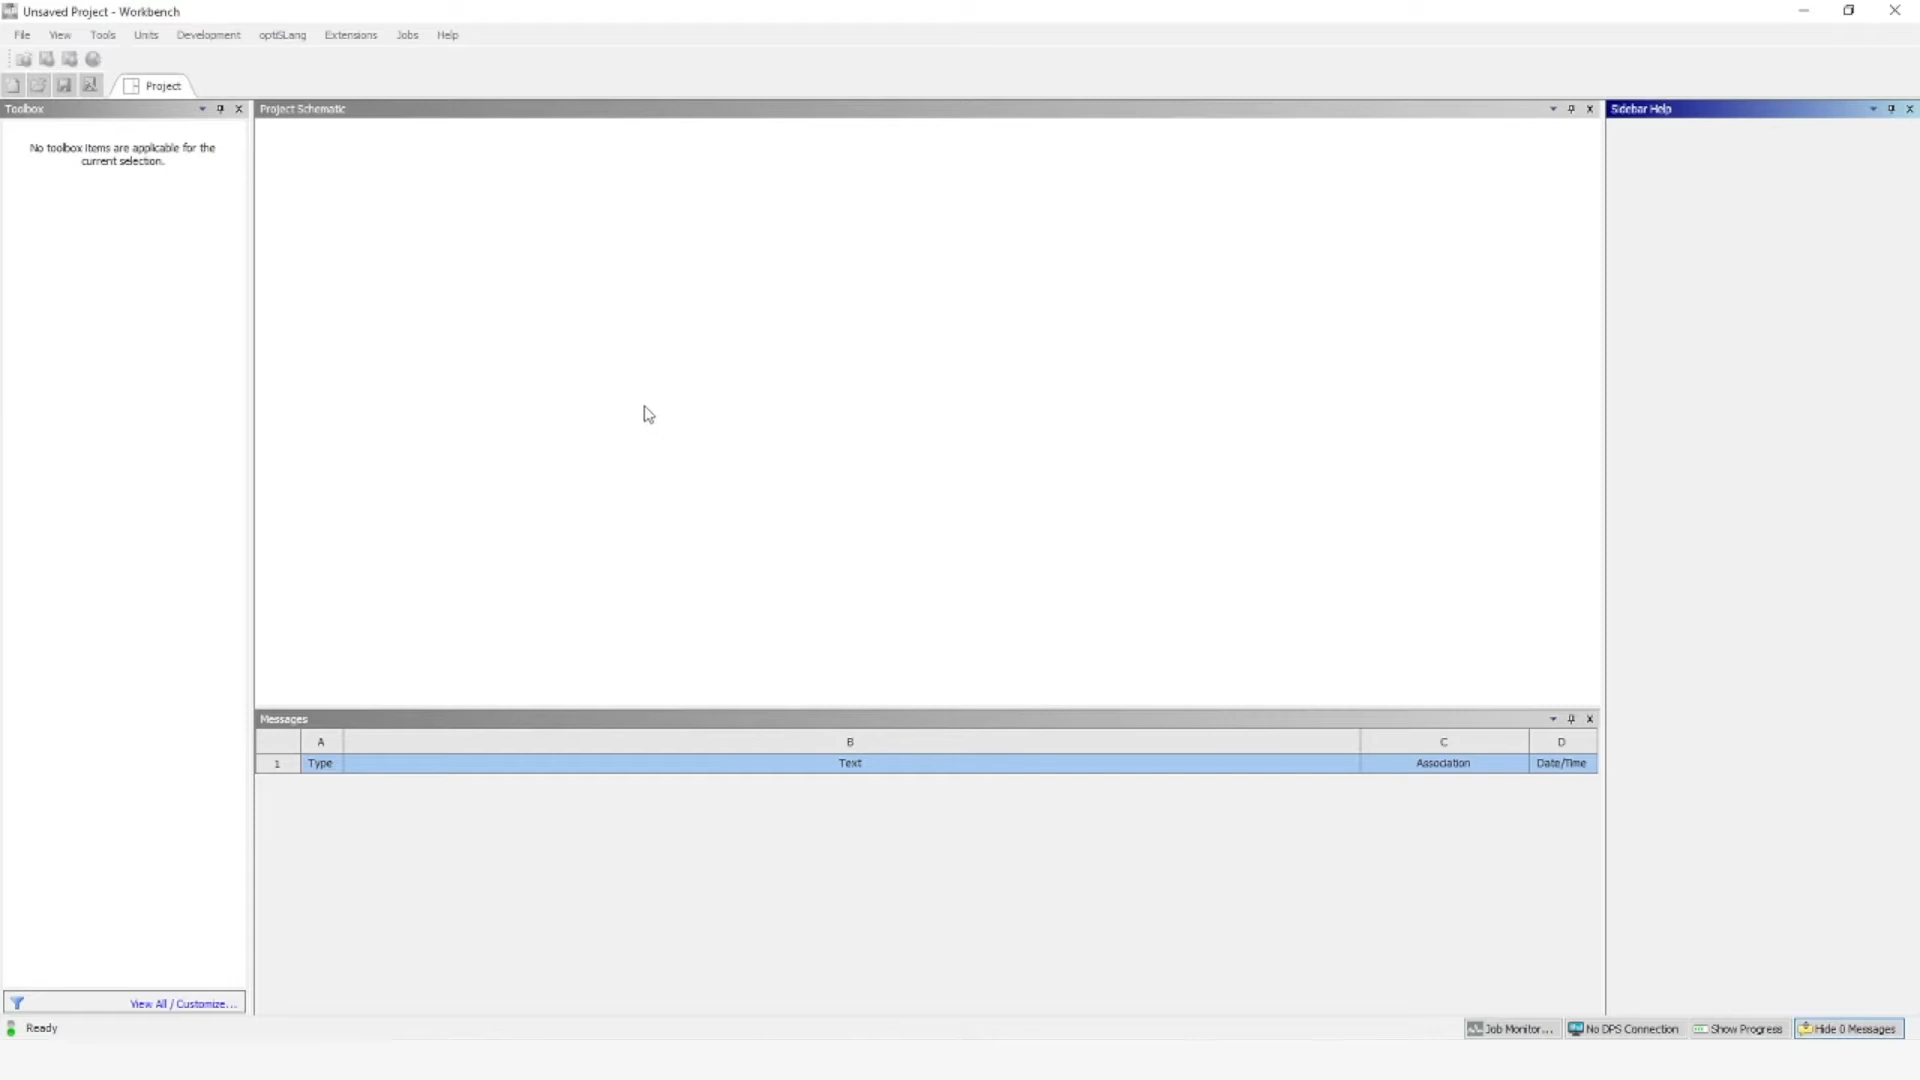 Unsaved Project - Workbench
File View Tools Units Development optiSLang Extensions Jobs Help
Project
Toolbox
No toolbox items are applicable for the
current selection.
View All / Customize...
Project Schematic
Messages
A B C D
1 Type Text Association Date/Time
Sidebar Help
Ready
Job Monitor... No DPS Connection Show Progress Hide 0 Messages